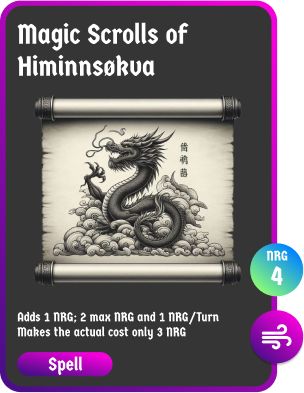 Magic Scrolls of
Himinnsøkva
NRG
4
Adds 1 NRG; 2 max NRG and 1 NRG/Turn
Makes the actual cost only 3 NRG
Spell